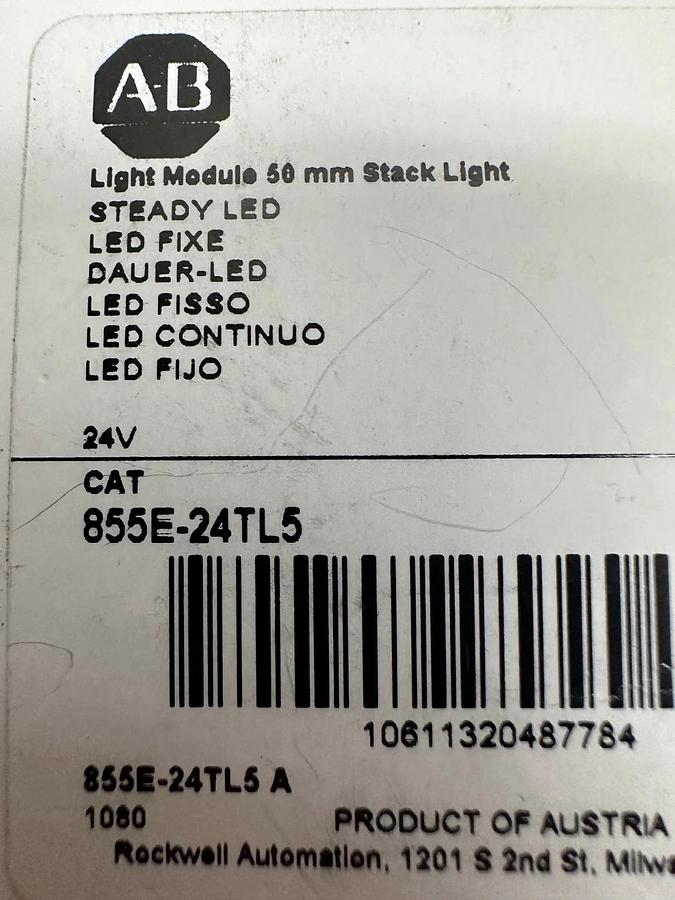 AB
Light Module 50 mm Stack Light
STEADY LED
LED FIXE
DAUER-LED
LED FISSO
LED CONTINUO
LED FIJO
24V
CAT
855E-24TL5
10611320487784
855E-24TL5 A
1080
PRODUCT OF AUSTRIA
Rockwell Automation, 1201 S 2nd St, Milwa